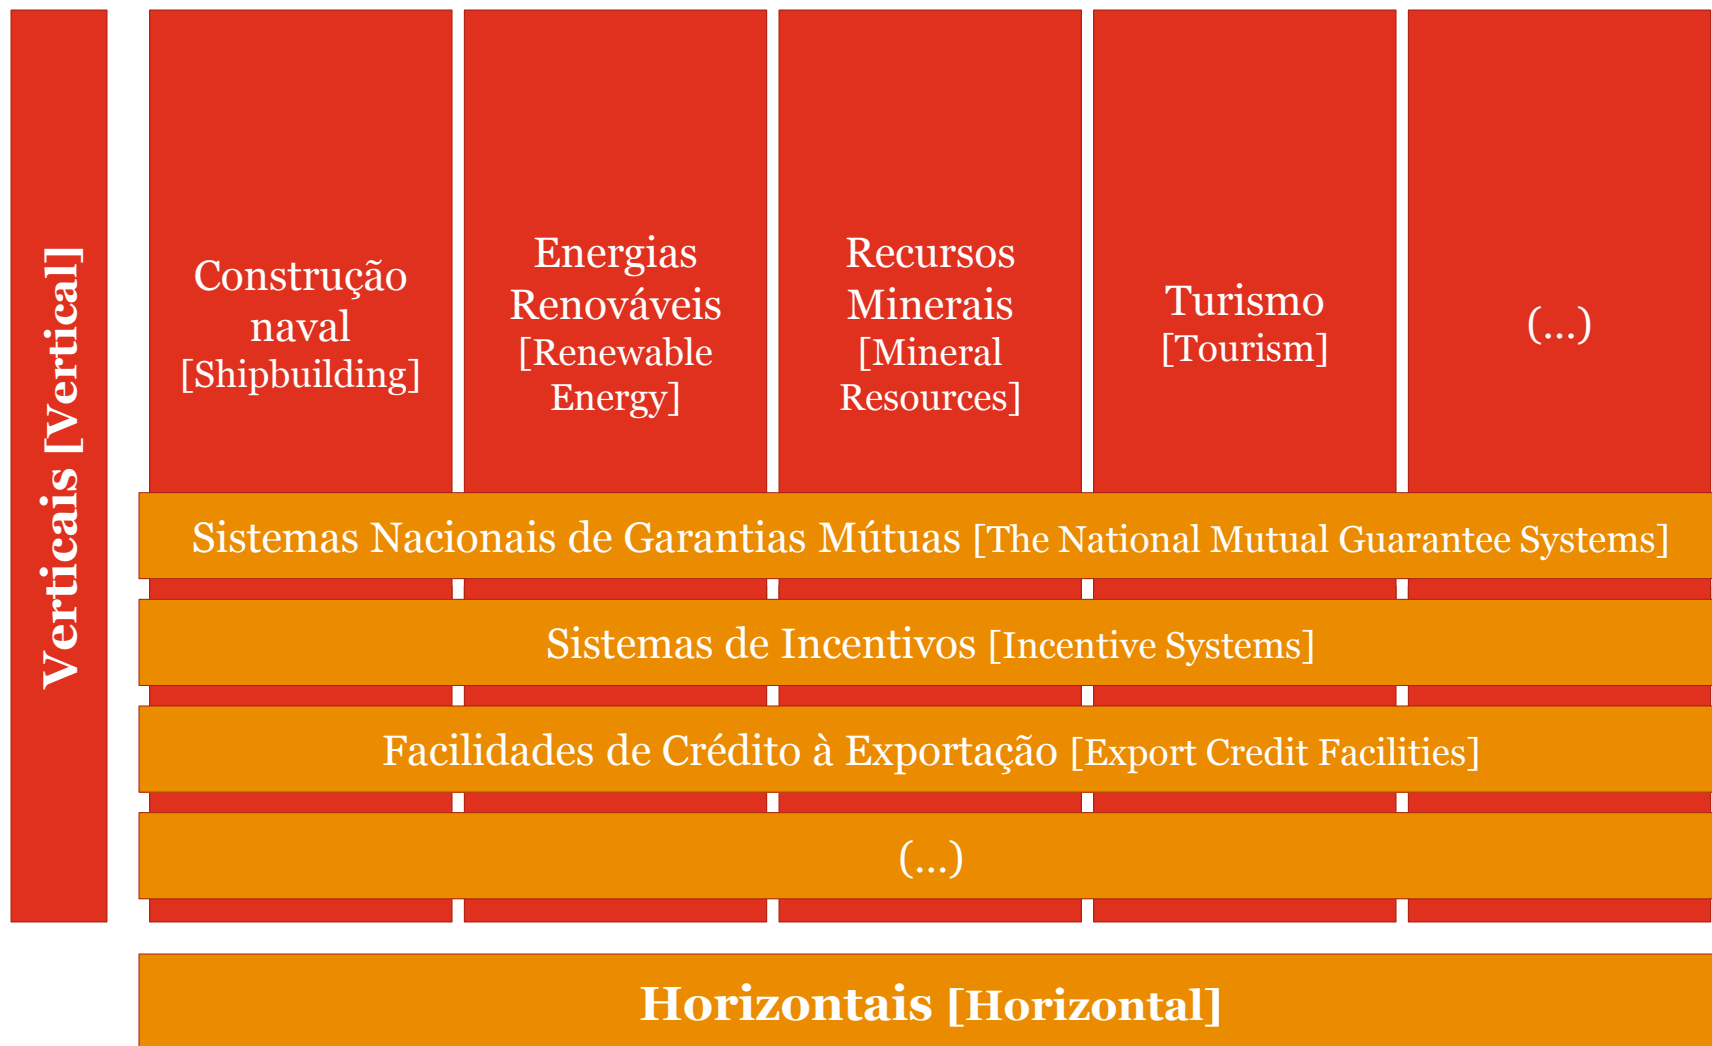 Verticais [Vertical]
Construção
naval
[Shipbuilding]
Energias
Renováveis
[Renewable
Energy]
Recursos
Minerais
[Mineral
Resources]
Turismo
[Tourism]
(...)
Sistemas Nacionais de Garantias Mútuas [The National Mutual Guarantee Systems]
Sistemas de Incentivos [Incentive Systems]
Facilidades de Crédito à Exportação [Export Credit Facilities]
(...)
Horizontais [Horizontal]